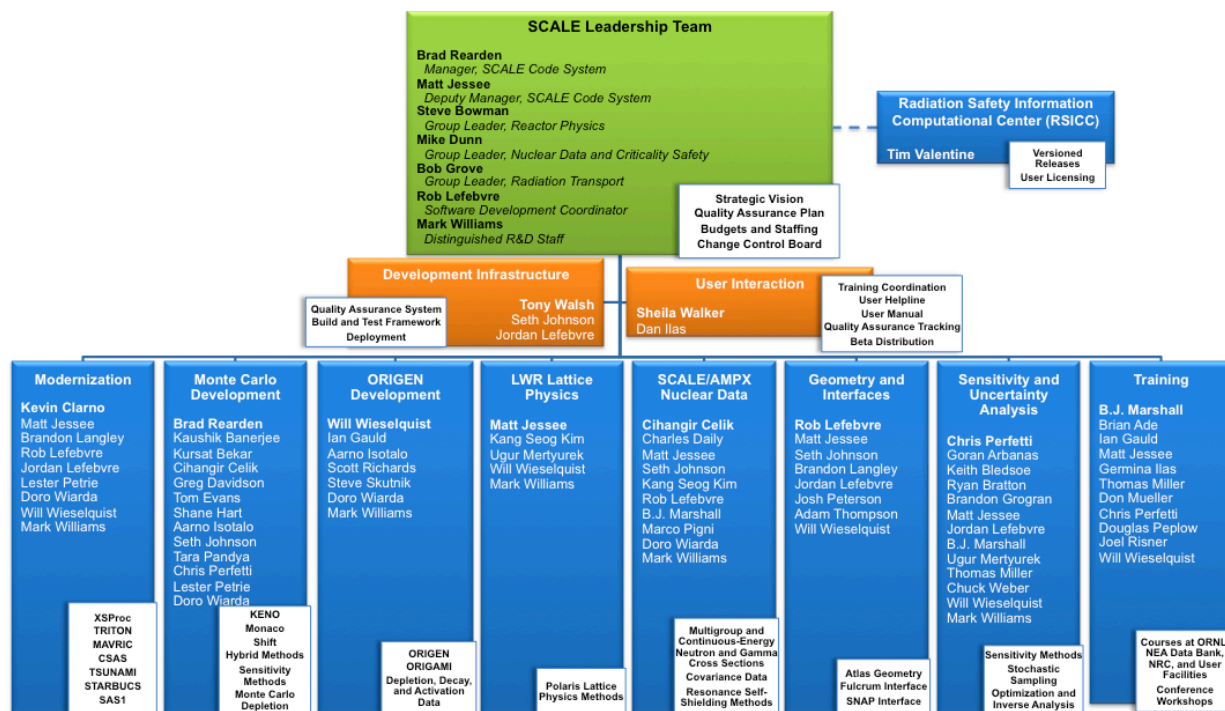 SCALE Leadership Team
Brad Rearden
Manager, SCALE Code System
Matt Jessee
Deputy Manager, SCALE Code System
Steve Bowman
Group Leader, Reactor Physics
Mike Dunn
Group Leader, Nuclear Data and Criticality Safety
Bob Grove
Group Leader, Radiation Transport
Rob Lefebvre
Software Development Coordinator
Mark Williams
Distinguished R&D Staff
Strategic Vision
Quality Assurance Plan
Budgets and Staffing
Change Control Board
Radiation Safety Information
Computational Center (RSICC)
Tim Valentine
Versioned
Releases
User Licensing
Development Infrastructure
Tony Walsh
Seth Johnson
Jordan Lefebvre
Quality Assurance System
Build and Test Framework
Deployment
User Interaction
Sheila Walker
Dan Ilas
Training Coordination
User Helpline
User Manual
Quality Assurance Tracking
Beta Distribution
Modernization
Kevin Clarno
Matt Jessee
Brandon Langley
Rob Lefebvre
Jordan Lefebvre
Lester Petrie
Doro Wiarda
Will Wieselquist
Mark Williams
XSProc
TRITON
MAVRIC
CSAS
TSUNAMI
STARBUCS
SAS1
Monte Carlo
Development
Brad Rearden
Kaushik Banerjee
Kursat Bekar
Cihangir Celik
Greg Davidson
Tom Evans
Shane Hart
Aarno Isotalo
Seth Johnson
Tara Pandya
Chris Perfetti
Lester Petrie
Doro Wiarda
KENO
Monaco
Shift
Hybrid Methods
Sensitivity
Methods
Monte Carlo
Depletion
ORIGEN
Development
Will Wieselquist
Ian Gauld
Aarno Isotalo
Scott Richards
Steve Skutnik
Doro Wiarda
Mark Williams
ORIGEN
ORIGAMI
Depletion, Decay,
and Activation
Data
LWR Lattice
Physics
Matt Jessee
Kang Seog Kim
Ugur Mertyurek
Will Wieselquist
Mark Williams
Polaris Lattice
Physics Methods
SCALE/AMPX
Nuclear Data
Cihangir Celik
Charles Daily
Matt Jessee
Seth Johnson
Kang Seog Kim
Rob Lefebvre
B.J. Marshall
Marco Pigni
Doro Wiarda
Mark Williams
Multigroup and
Continuous-Energy
Neutron and Gamma
Cross Sections
Covariance Data
Resonance Self-
Shielding Methods
Geometry and
Interfaces
Rob Lefebvre
Matt Jessee
Seth Johnson
Brandon Langley
Jordan Lefebvre
Josh Peterson
Adam Thompson
Will Wieselquist
Atlas Geometry
Fulcrum Interface
SNAP Interface
Sensitivity and
Uncertainty
Analysis
Chris Perfetti
Goran Arbanas
Keith Bledsoe
Ryan Bratton
Brandon Grogran
Matt Jessee
Jordan Lefebvre
B.J. Marshall
Ugur Mertyurek
Thomas Miller
Chuck Weber
Will Wieselquist
Mark Williams
Sensitivity Methods
Stochastic
Sampling
Optimization and
Inverse Analysis
Training
B.J. Marshall
Brian Ade
Ian Gauld
Matt Jessee
Germina Ilas
Thomas Miller
Don Mueller
Chris Perfetti
Douglas Peplow
Joel Risner
Will Wieselquist
Courses at ORNL,
NEA Data Bank,
NRC, and User
Facilities
Conference
Workshops